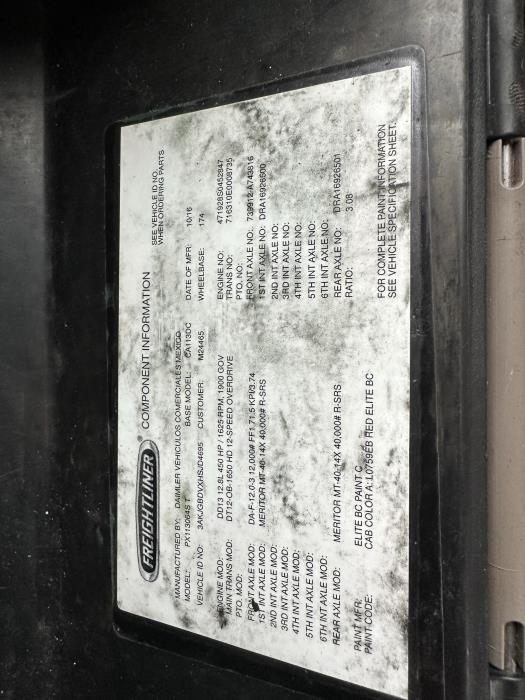 FREIGHTLINER® COMPONENT INFORMATION
SEE VEHICLE ID NO.
WHEN ORDERING PARTS
MANUFACTURED BY: DAIMLER VEHICULOS COMERCIALES MEXICO
MODEL: PX113064S T BASE MODEL: CA113DC DATE OF MFR: 10/16
VEHICLE ID NO: 3AKJGBDVXHSJD4695 CUSTOMER: M24465 WHEELBASE: 174
ENGINE MOD: DD13 12.8L 450 HP / 1625 RPM, 1900 GOV ENGINE NO: 471928S0452847
MAIN TRANS MOD: DT12-OB-1650 HD 12-SPEED OVERDRIVE TRANS NO: 716310E0008735
PTO. MOD: PTO. NO:
FRONT AXLE MOD: DA-F-12.0-3 12,000# FF1 71.5 KPI/3.74 FRONT AXLE NO: 739912-A743816
1ST INT AXLE MOD: MERITOR MT-40-14X 40,000# R-SRS 1ST INT AXLE NO: DRA16926500
2ND INT AXLE MOD: 2ND INT AXLE NO:
3RD INT AXLE MOD: 3RD INT AXLE NO:
4TH INT AXLE MOD: 4TH INT AXLE NO:
5TH INT AXLE MOD: 5TH INT AXLE NO:
6TH INT AXLE MOD: 6TH INT AXLE NO:
REAR AXLE MOD: MERITOR MT-40-14X 40,000# R-SRS REAR AXLE NO: DRA16926501
RATIO: 3.08
PAINT MFR: ELITE BC PAINT C FOR COMPLETE PAINT INFORMATION
PAINT CODE: CAB COLOR A: L0759EB RED ELITE BC SEE VEHICLE SPECIFICATION SHEET.